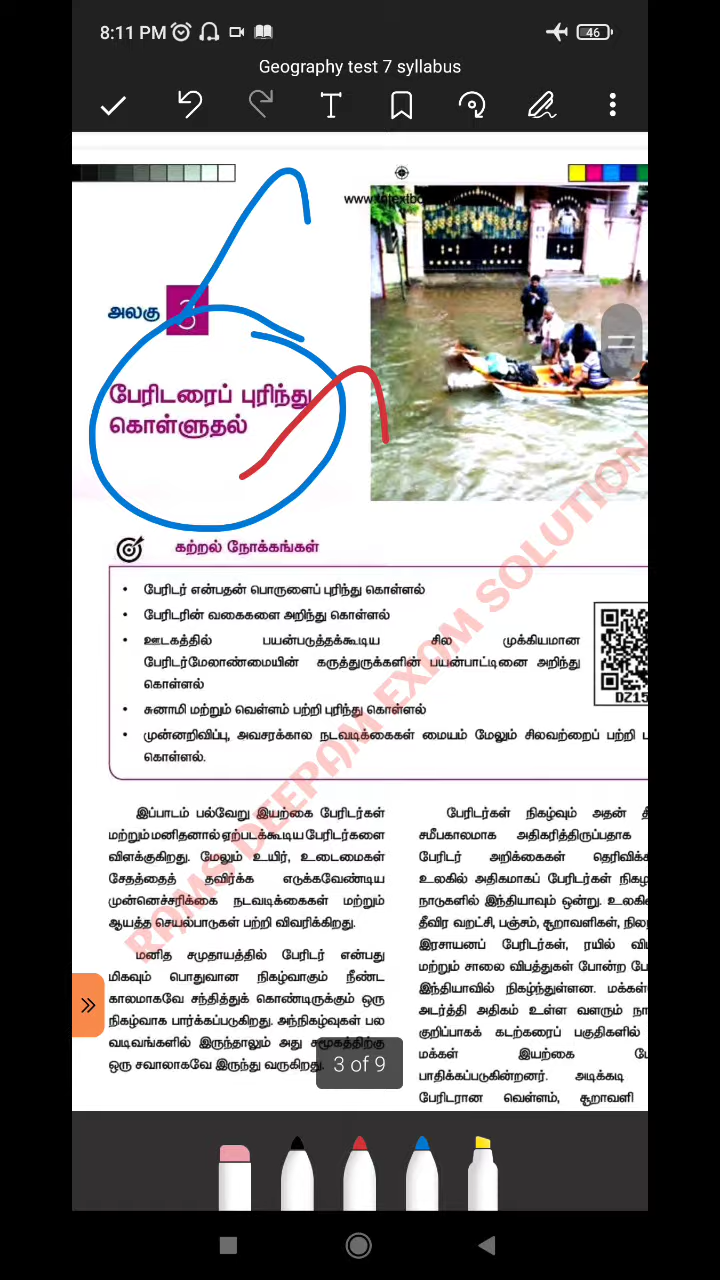 8:11 PM
46
Geography test 7 syllabus
அலகு 3
பேரிடரைப் புரிந்து
கொள்ளுதல்
கற்றல் நோக்கங்கள்
• பேரிடர் என்பதன் பொருளைப் புரிந்து கொள்ளல்
• பேரிடரின் வகைகளை அறிந்து கொள்ளல்
• ஊடகத்தில் பயன்படுத்தக்கூடிய சில முக்கியமான
பேரிடர்மேலாண்மையின் கருத்துருக்களின் பயன்பாட்டினை அறிந்து
கொள்ளல்
• சுனாமி மற்றும் வெள்ளம் பற்றி புரிந்து கொள்ளல்
• முன்னறிவிப்பு, அவசரக்கால நடவடிக்கைகள் மையம் மேலும் சிலவற்றைப் பற்றி
கொள்ளல்.
DZ15
இப்பாடம் பல்வேறு இயற்கை பேரிடர்கள்
மற்றும் மனிதனால் ஏற்படக்கூடிய பேரிடர்களை
விளக்குகிறது. மேலும் உயிர், உடைமைகள்
சேதத்தைத் தவிர்க்க எடுக்கவேண்டிய
முன்னெச்சரிக்கை நடவடிக்கைகள் மற்றும்
ஆயத்த செயல்பாடுகள் பற்றி விவரிக்கிறது.
மனித சமுதாயத்தில் பேரிடர் என்பது
மிகவும் பொதுவான நிகழ்வாகும் நீண்ட
காலமாகவே சந்தித்துக் கொண்டிருக்கும் ஒரு
நிகழ்வாக பார்க்கப்படுகிறது. அந்நிகழ்வுகள் பல
வடிவங்களில் இருந்தாலும் அது சமூகத்திற்கு
ஒரு சவாலாகவே இருந்து வருகிறது.
பேரிடர்கள் நிகழ்வும் அதன்
சமீபகாலமாக அதிகரித்திருப்பதாக
பேரிடர் அறிக்கைகள்
உலகில் அதிகமாகப் பேரிடர்கள்
நாடுகளில் இந்தியாவும் ஒன்று.
தீவிர வறட்சி, பஞ்சம், சூறாவளிகள்,
இரசாயனப் பேரிடர்கள், ரயில்
மற்றும் சாலை விபத்துகள் போன்ற
இந்தியாவில் நிகழ்ந்துள்ளன.
அடர்த்தி அதிகம் உள்ள வளரும்
குறிப்பாகக் கடற்கரைப் பகுதிகளில்
மக்கள் இயற்கை
பாதிக்கப்படுகின்றனர். அடிக்கடி
பேரிடரான வெள்ளம், சூறாவளி
RAMS DEEPAM EXAM SOLUTION
3 of 9